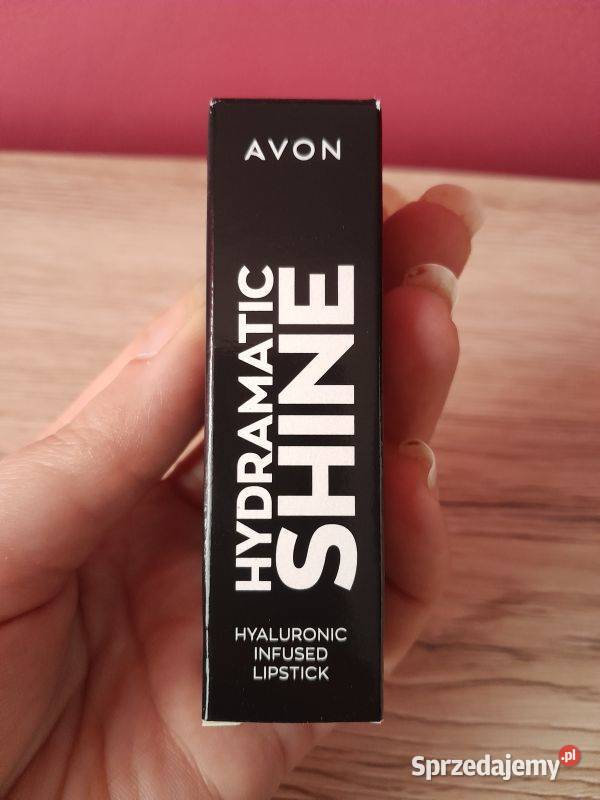 AVON
HYDRAMATIC
SHINE
HYALURONIC
INFUSED
LIPSTICK
Sprzedajemy.pl